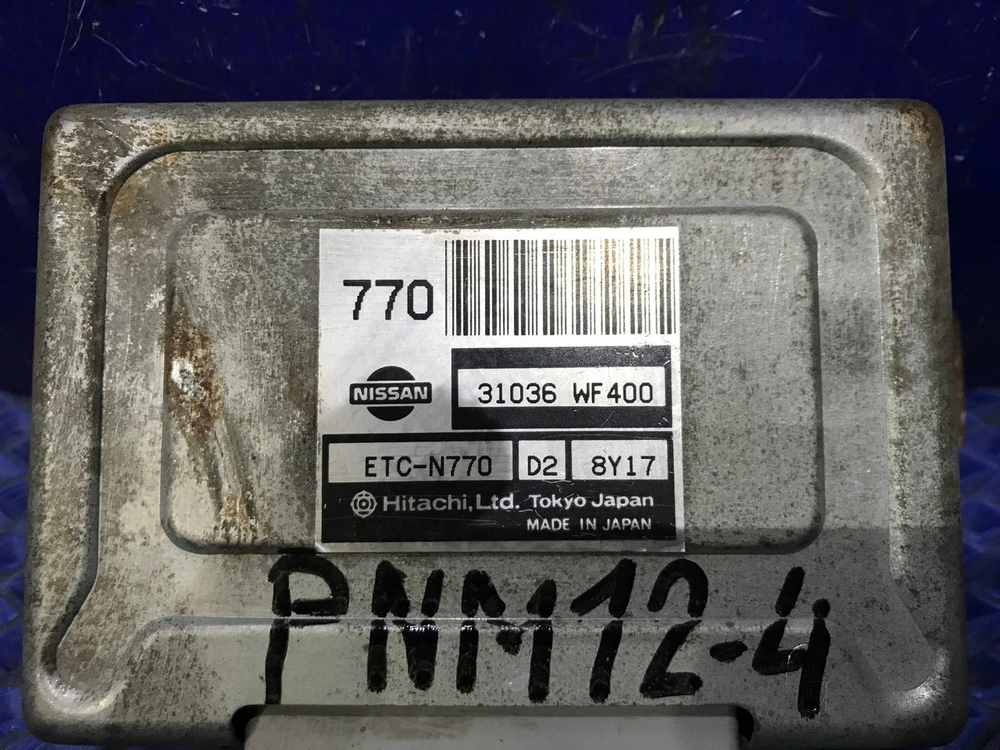 770
NISSAN
31036 WF400
ETC-N770 D2 8Y17
Hitachi, Ltd. Tokyo Japan
MADE IN JAPAN
PNM12-4